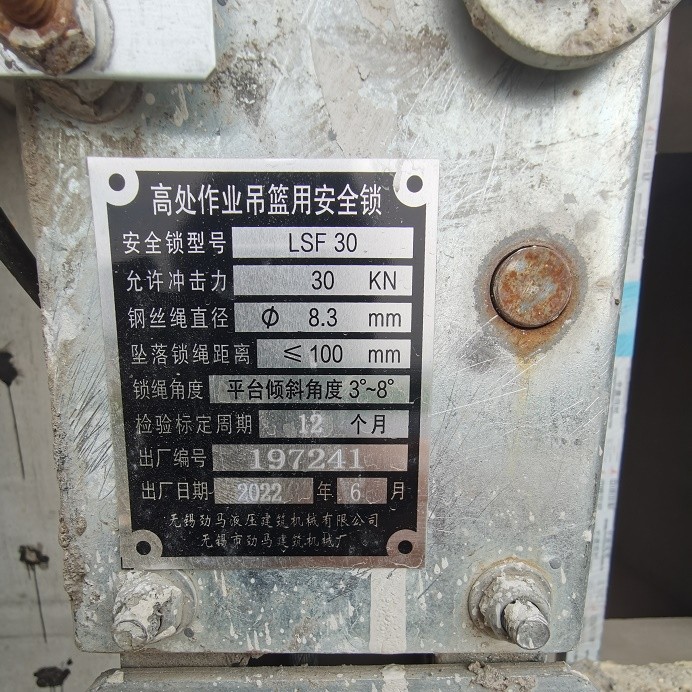 高处作业吊篮用安全锁
安全锁型号 LSF 30
允许冲击力 30 KN
钢丝绳直径 Φ 8.3 mm
坠落锁绳距离 ≤ 100 mm
锁绳角度 平台倾斜角度 3°~8°
检验标定周期 12 个月
出厂编号 197241
出厂日期 2022 年 6 月
无锡劲马液压建筑机械有限公司
无锡市劲马建筑机械厂